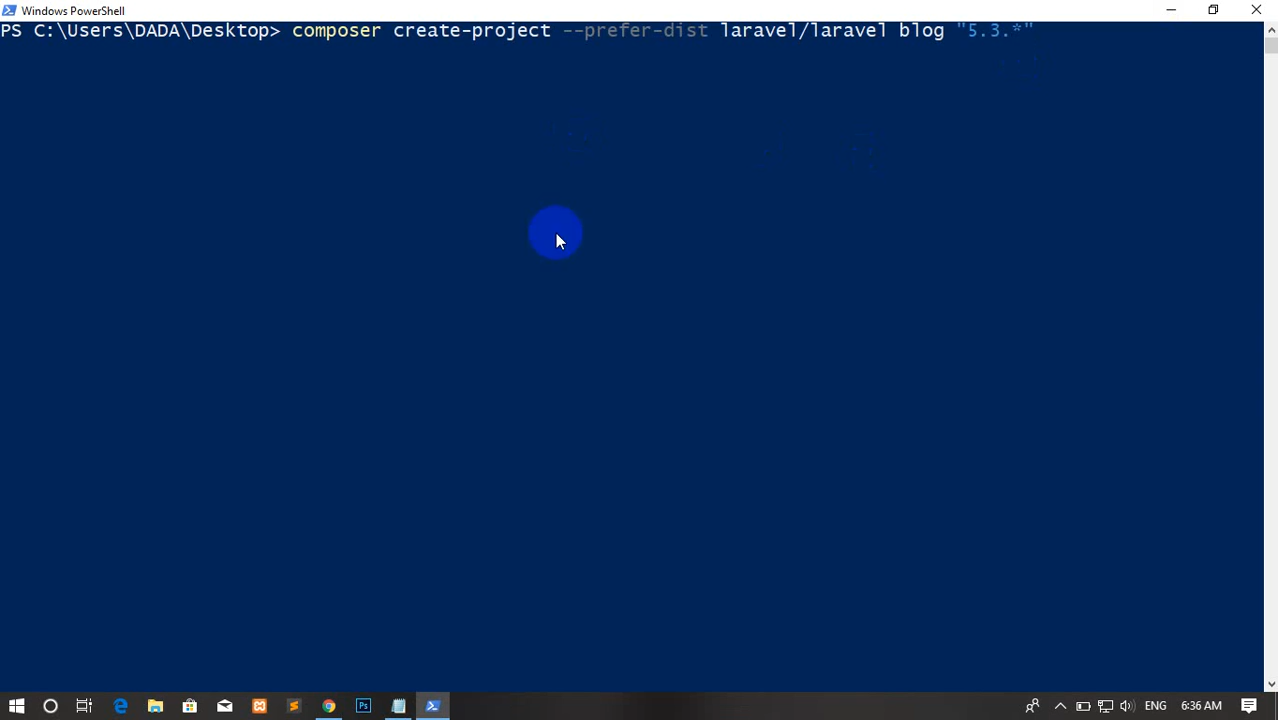 Windows PowerShell
PS C:\Users\DADA\Desktop> composer create-project --prefer-dist laravel/laravel blog "5.3.*"
Ps
ENG
6:36 AM